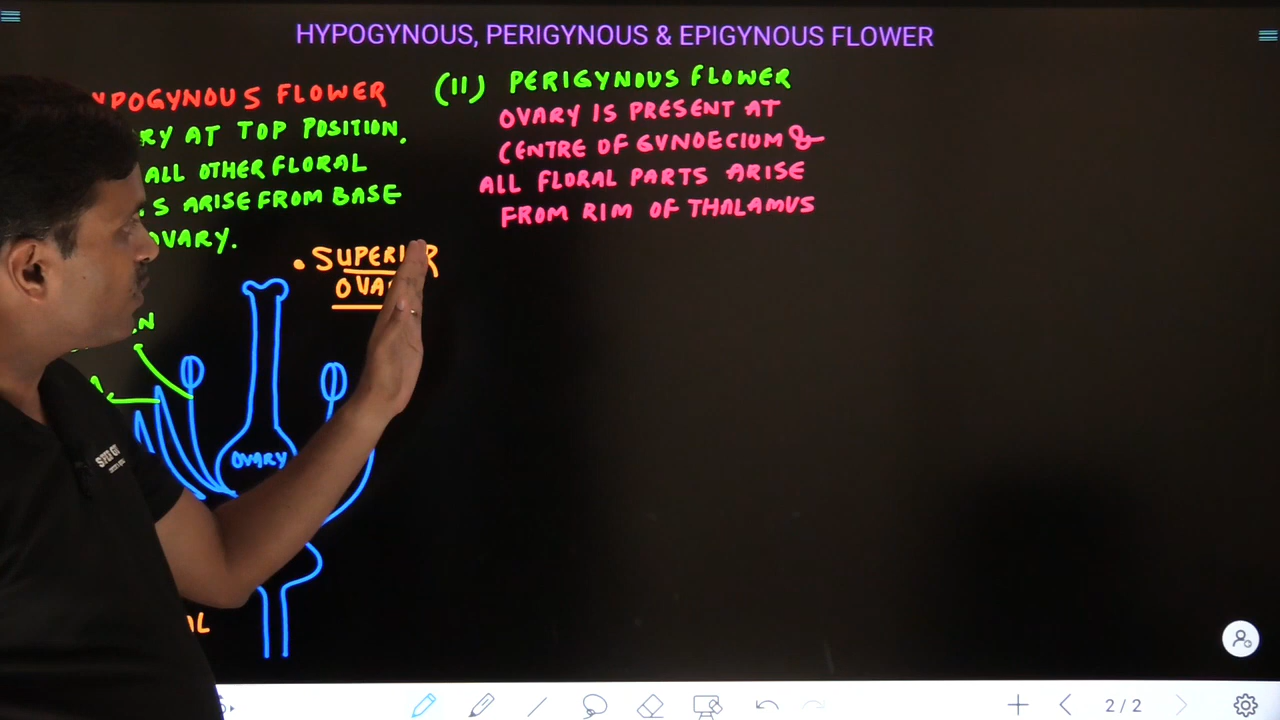 HYPOGYNOUS, PERIGYNOUS & EPIGYNOUS FLOWER
YPOGYNOUS FLOWER
RY AT TOP POSITION.
ALL OTHER FLORAL
S ARISE FROM BASE
OVARY.
• SUPERIOR
OVA
N
OVARY
AL
(II) PERIGYNOUS FLOWER
OVARY IS PRESENT AT
CENTRE OF GYNOECIUM &
ALL FLORAL PARTS ARISE
FROM RIM OF THALAMUS
2/2